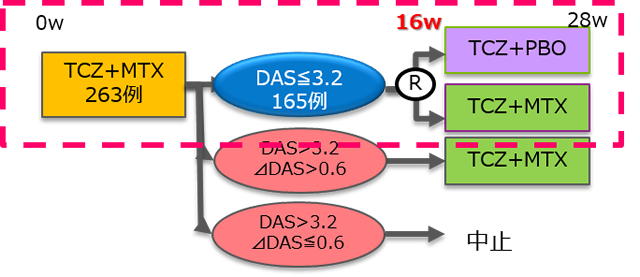 0w
16w
28w
TCZ+MTX
263例
DAS≦3.2
165例
R
TCZ+PBO
TCZ+MTX
DAS>3.2
⊿DAS>0.6
TCZ+MTX
DAS>3.2
⊿DAS≦0.6
中止